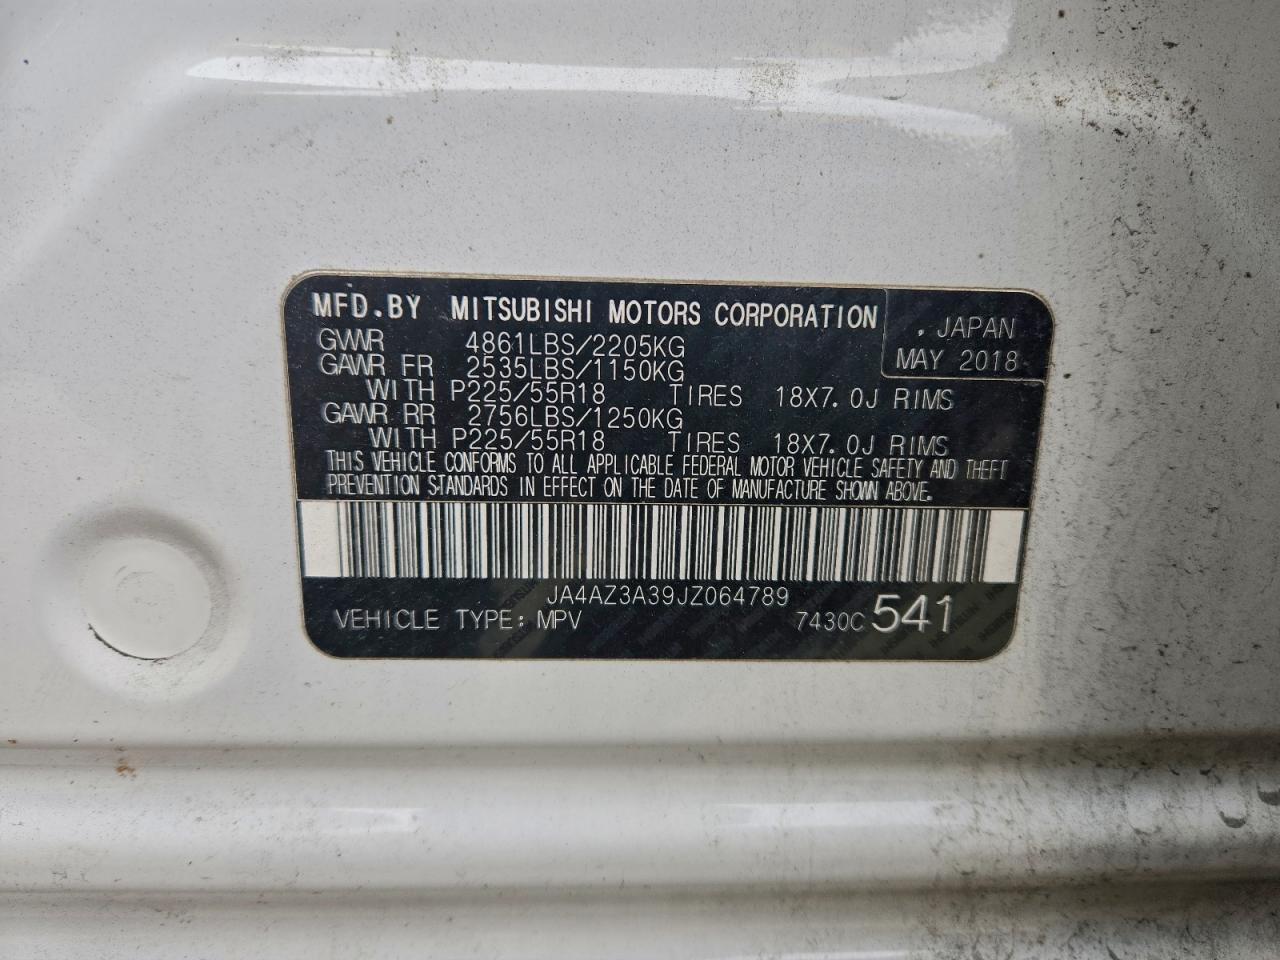 MFD.BY MITSUBISHI MOTORS CORPORATION
JAPAN
MAY 2018
GVWR 4861LBS/2205KG
GAWR FR 2535LBS/1150KG
WITH P225/55R18 TIRES 18X7.0J RIMS
GAWR RR 2756LBS/1250KG
WITH P225/55R18 TIRES 18X7.0J RIMS
THIS VEHICLE CONFORMS TO ALL APPLICABLE FEDERAL MOTOR VEHICLE SAFETY AND THEFT
PREVENTION STANDARDS IN EFFECT ON THE DATE OF MANUFACTURE SHOWN ABOVE.
JA4AZ3A39JZ064789
VEHICLE TYPE: MPV 7430C 541